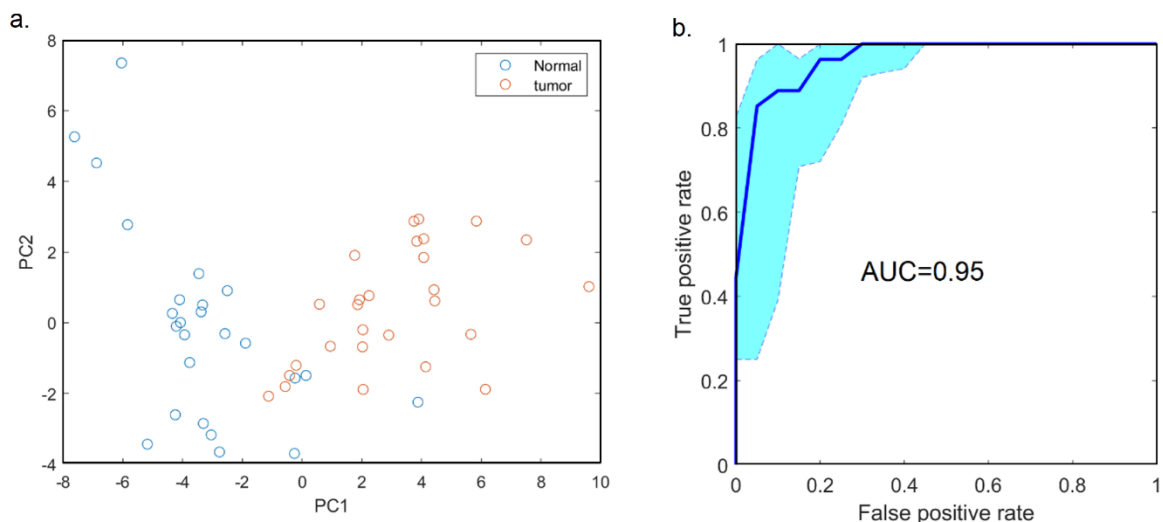 a.
8
6
4
2
0
-2
-4
PC2
-8 -6 -4 -2 0 2 4 6 8 10
PC1
Normal
tumor
b.
1
0.8
0.6
0.4
0.2
0
True positive rate
AUC=0.95
0 0.2 0.4 0.6 0.8 1
False positive rate